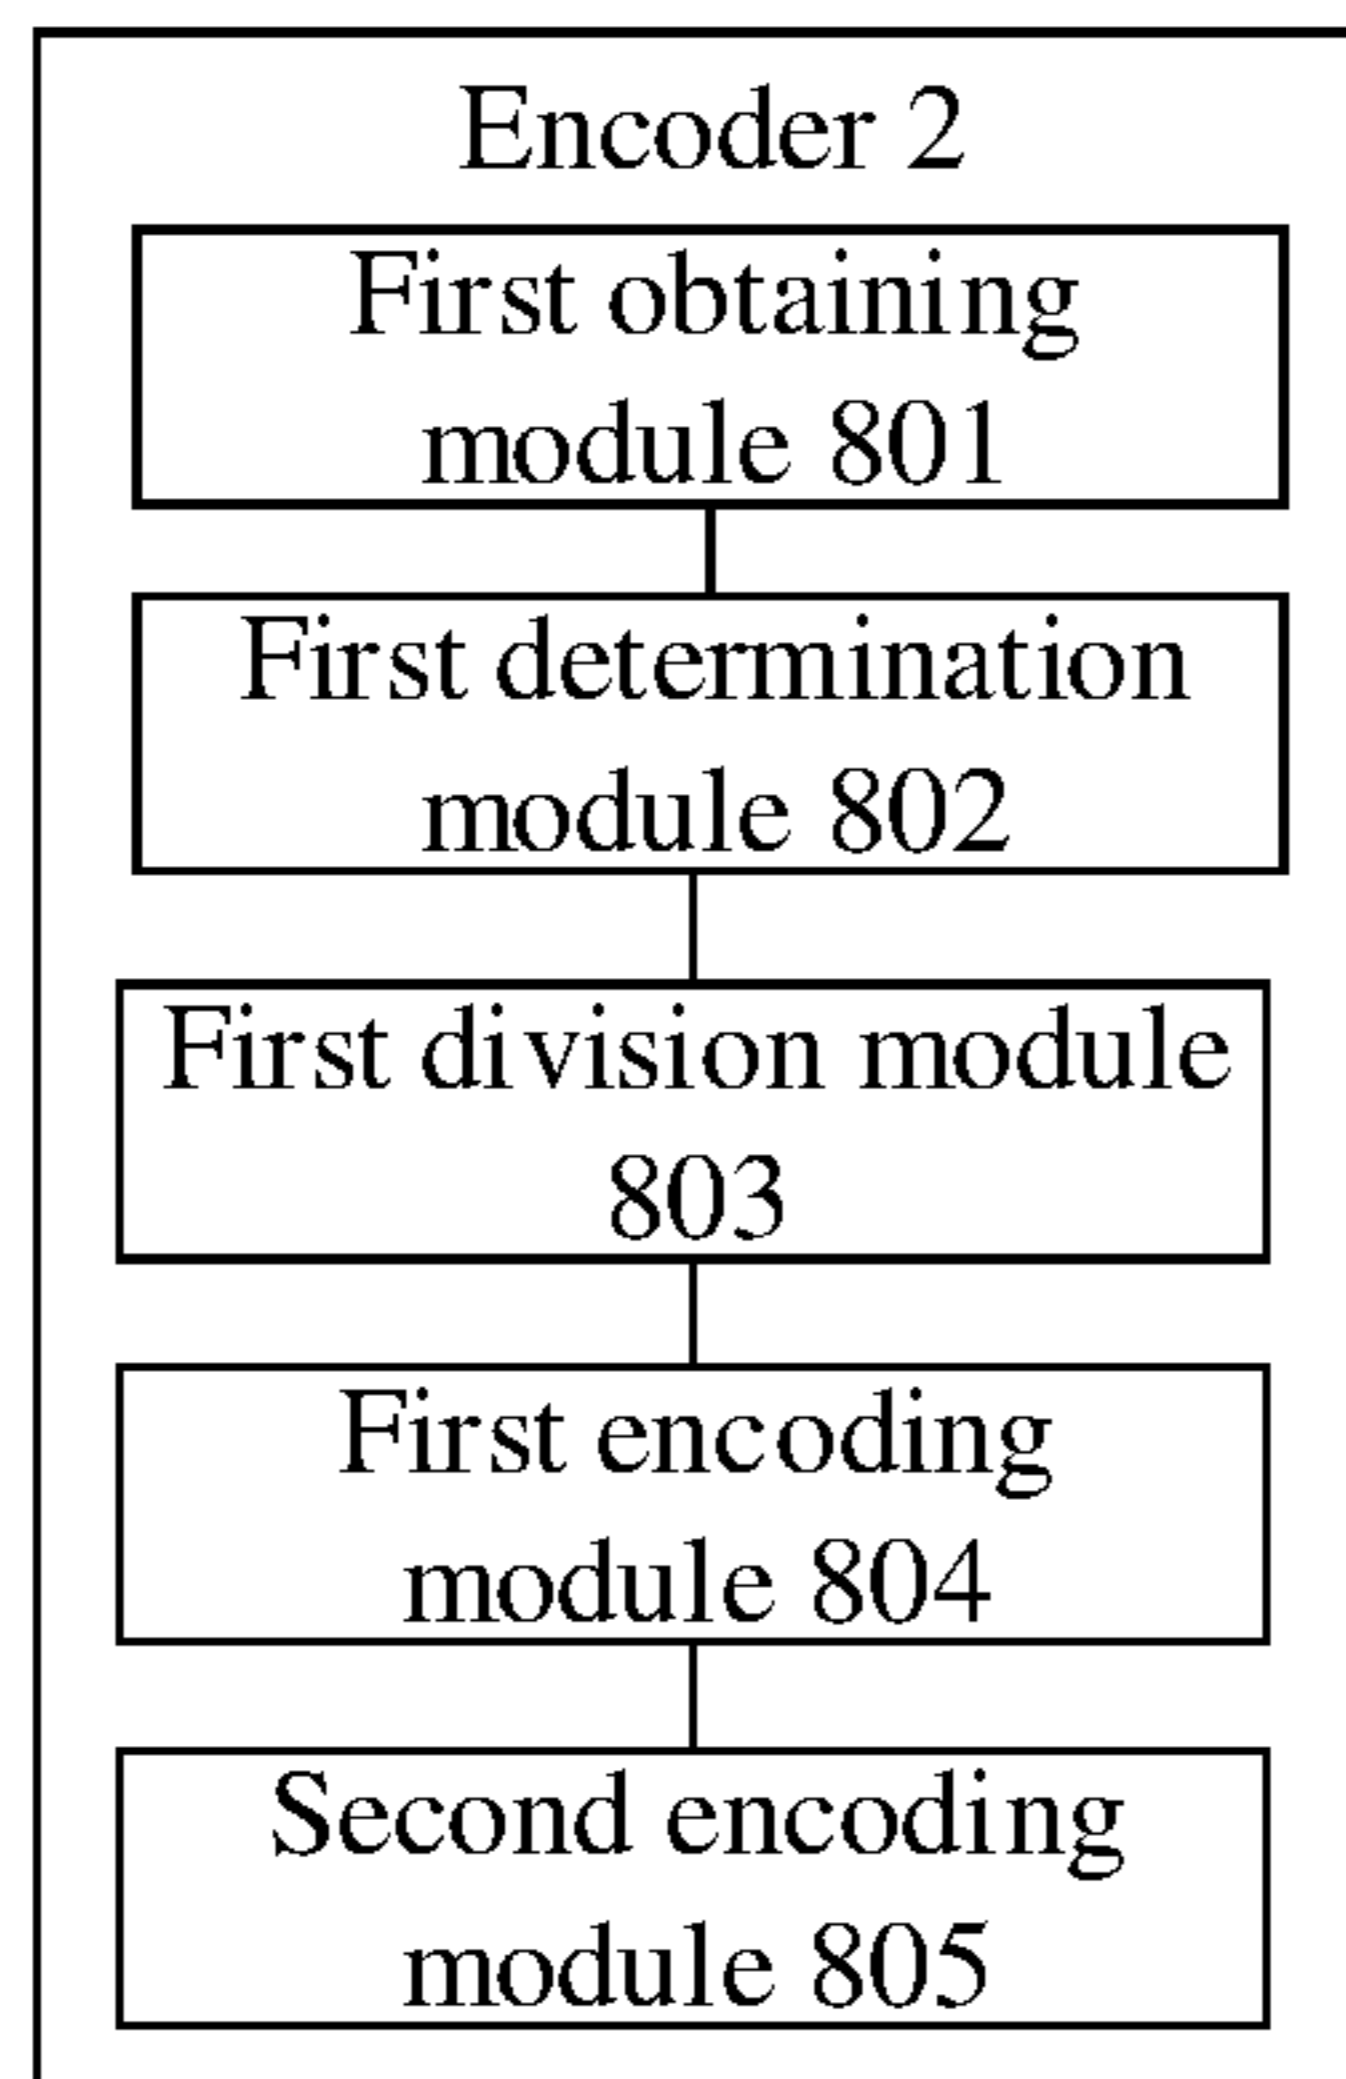 Encoder 2
First obtaining
module 801
First determination
module 802
First division module
803
First encoding
module 804
Second encoding
module 805